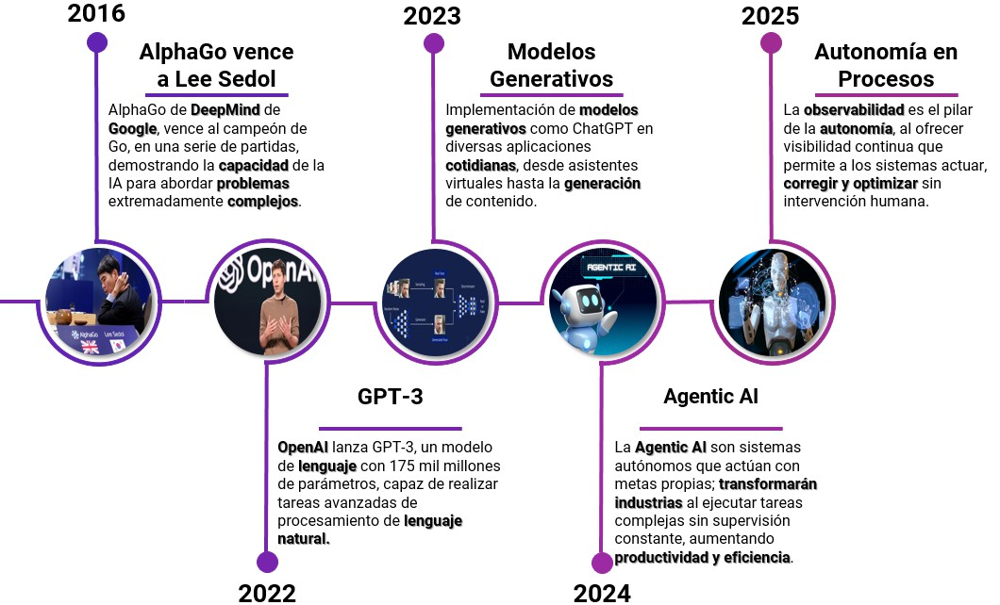 2016
AlphaGo vence
a Lee Sedol
AlphaGo de DeepMind de
Google, vence al campeón de
Go, en una serie de partidas,
demostrando la capacidad de la
IA para abordar problemas
extremadamente complejos.
2023
Modelos
Generativos
Implementación de modelos
generativos como ChatGPT en
diversas aplicaciones
cotidianas, desde asistentes
virtuales hasta la generación
de contenido.
2025
Autonomía en
Procesos
La observabilidad es el pilar
de la autonomía, al ofrecer
visibilidad continua que
permite a los sistemas actuar,
corregir y optimizar sin
intervención humana.
AlphaGo
Lee Sedol
OpenAI
AGENTIC AI
GPT-3
OpenAI lanza GPT-3, un modelo
de lenguaje con 175 mil millones
de parámetros, capaz de realizar
tareas avanzadas de
procesamiento de lenguaje
natural.
2022
Agentic AI
La Agentic AI son sistemas
autónomos que actúan con
metas propias; transformarán
industrias al ejecutar tareas
complejas sin supervisión
constante, aumentando
productividad y eficiencia.
2024